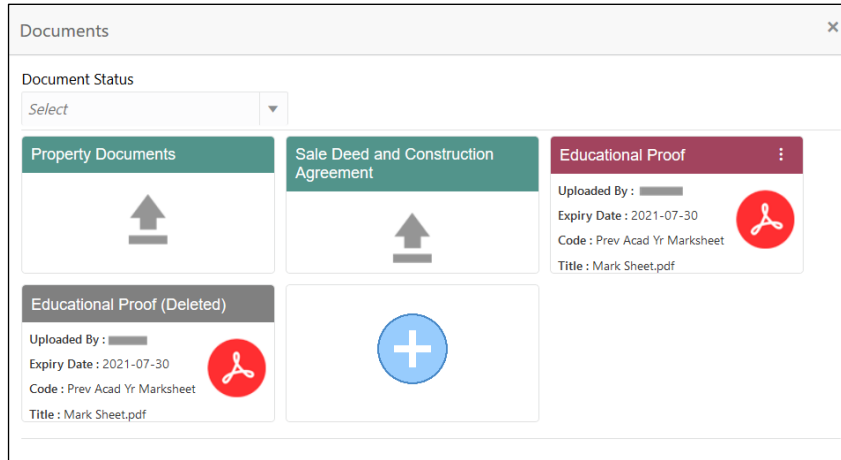 Documents
Document Status
Select
Property Documents
Sale Deed and Construction
Agreement
Educational Proof
Uploaded By :
Expiry Date : 2021-07-30
Code : Prev Acad Yr Marksheet
Title : Mark Sheet.pdf
Educational Proof (Deleted)
Uploaded By :
Expiry Date : 2021-07-30
Code : Prev Acad Yr Marksheet
Title : Mark Sheet.pdf